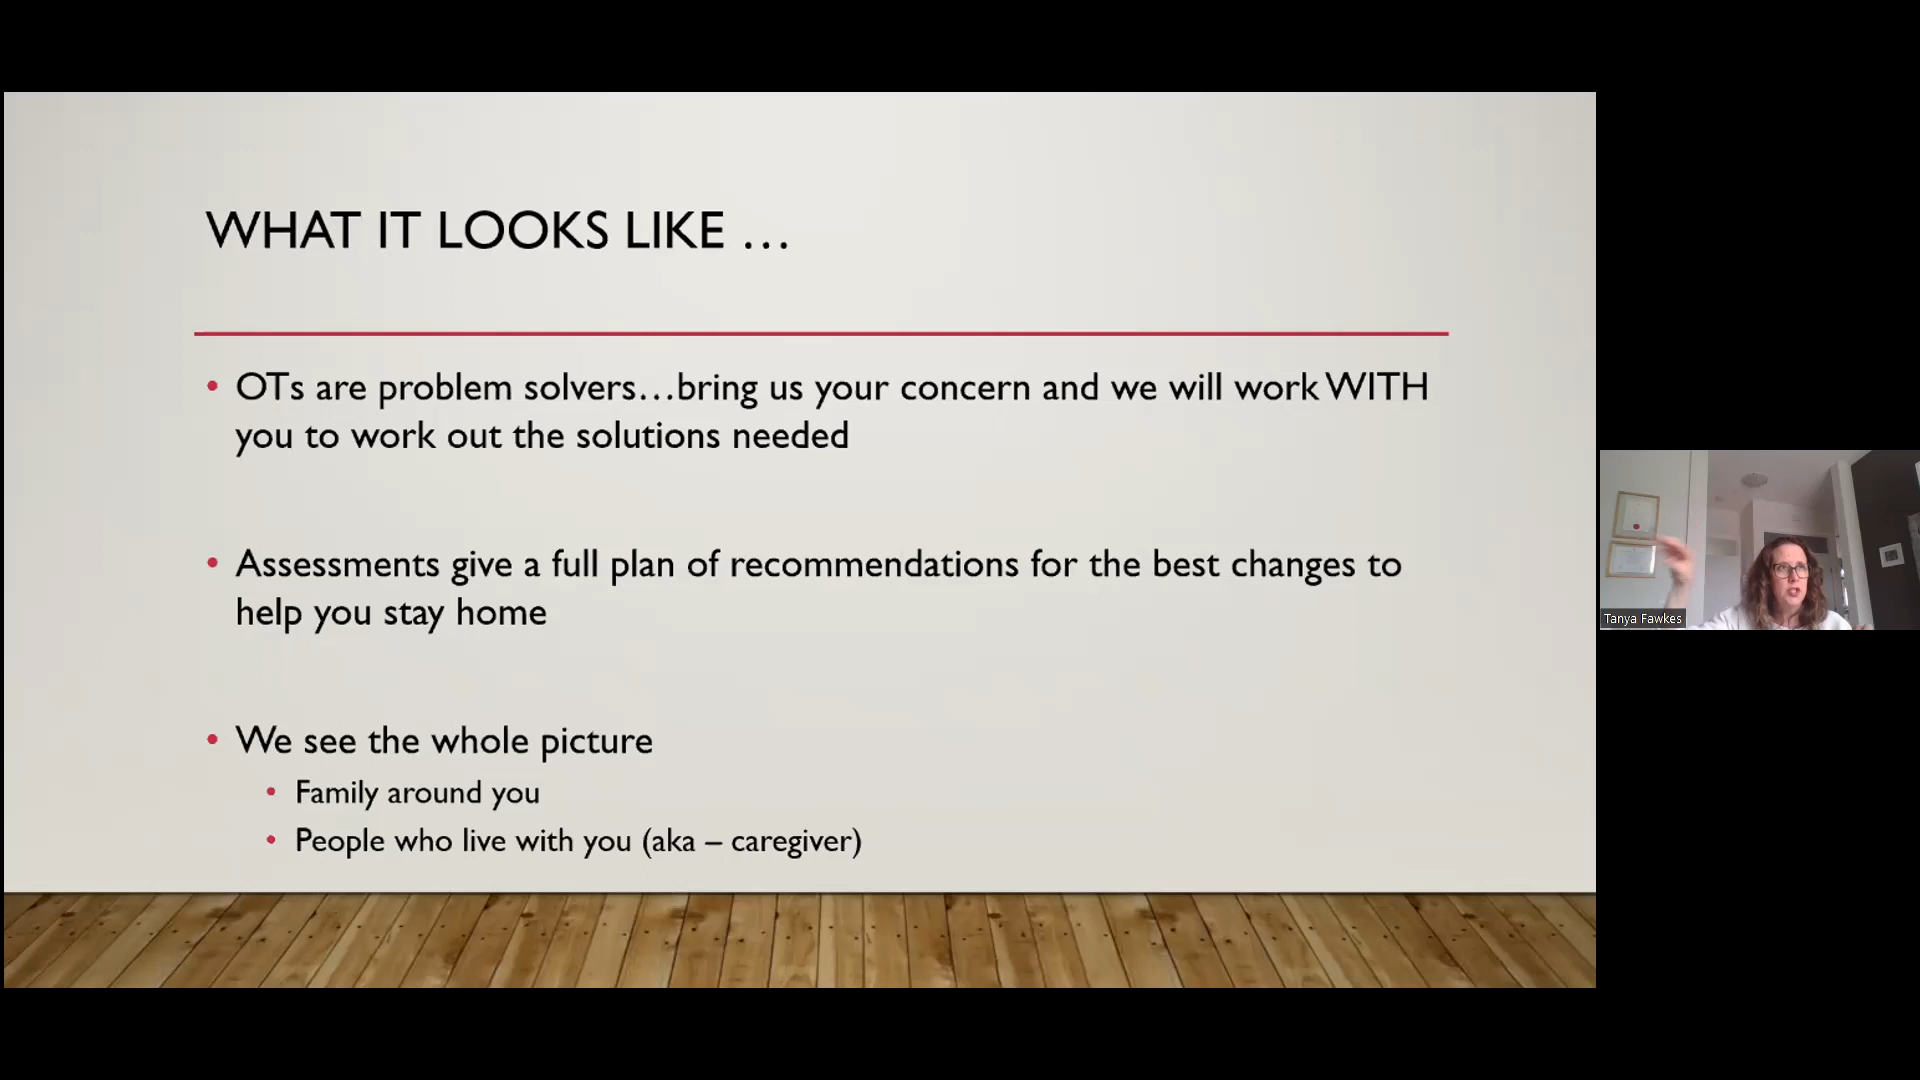 WHAT IT LOOKS LIKE …
• OTs are problem solvers…bring us your concern and we will work WITH
you to work out the solutions needed
• Assessments give a full plan of recommendations for the best changes to
help you stay home
• We see the whole picture
• Family around you
• People who live with you (aka – caregiver)
Tanya Fawkes